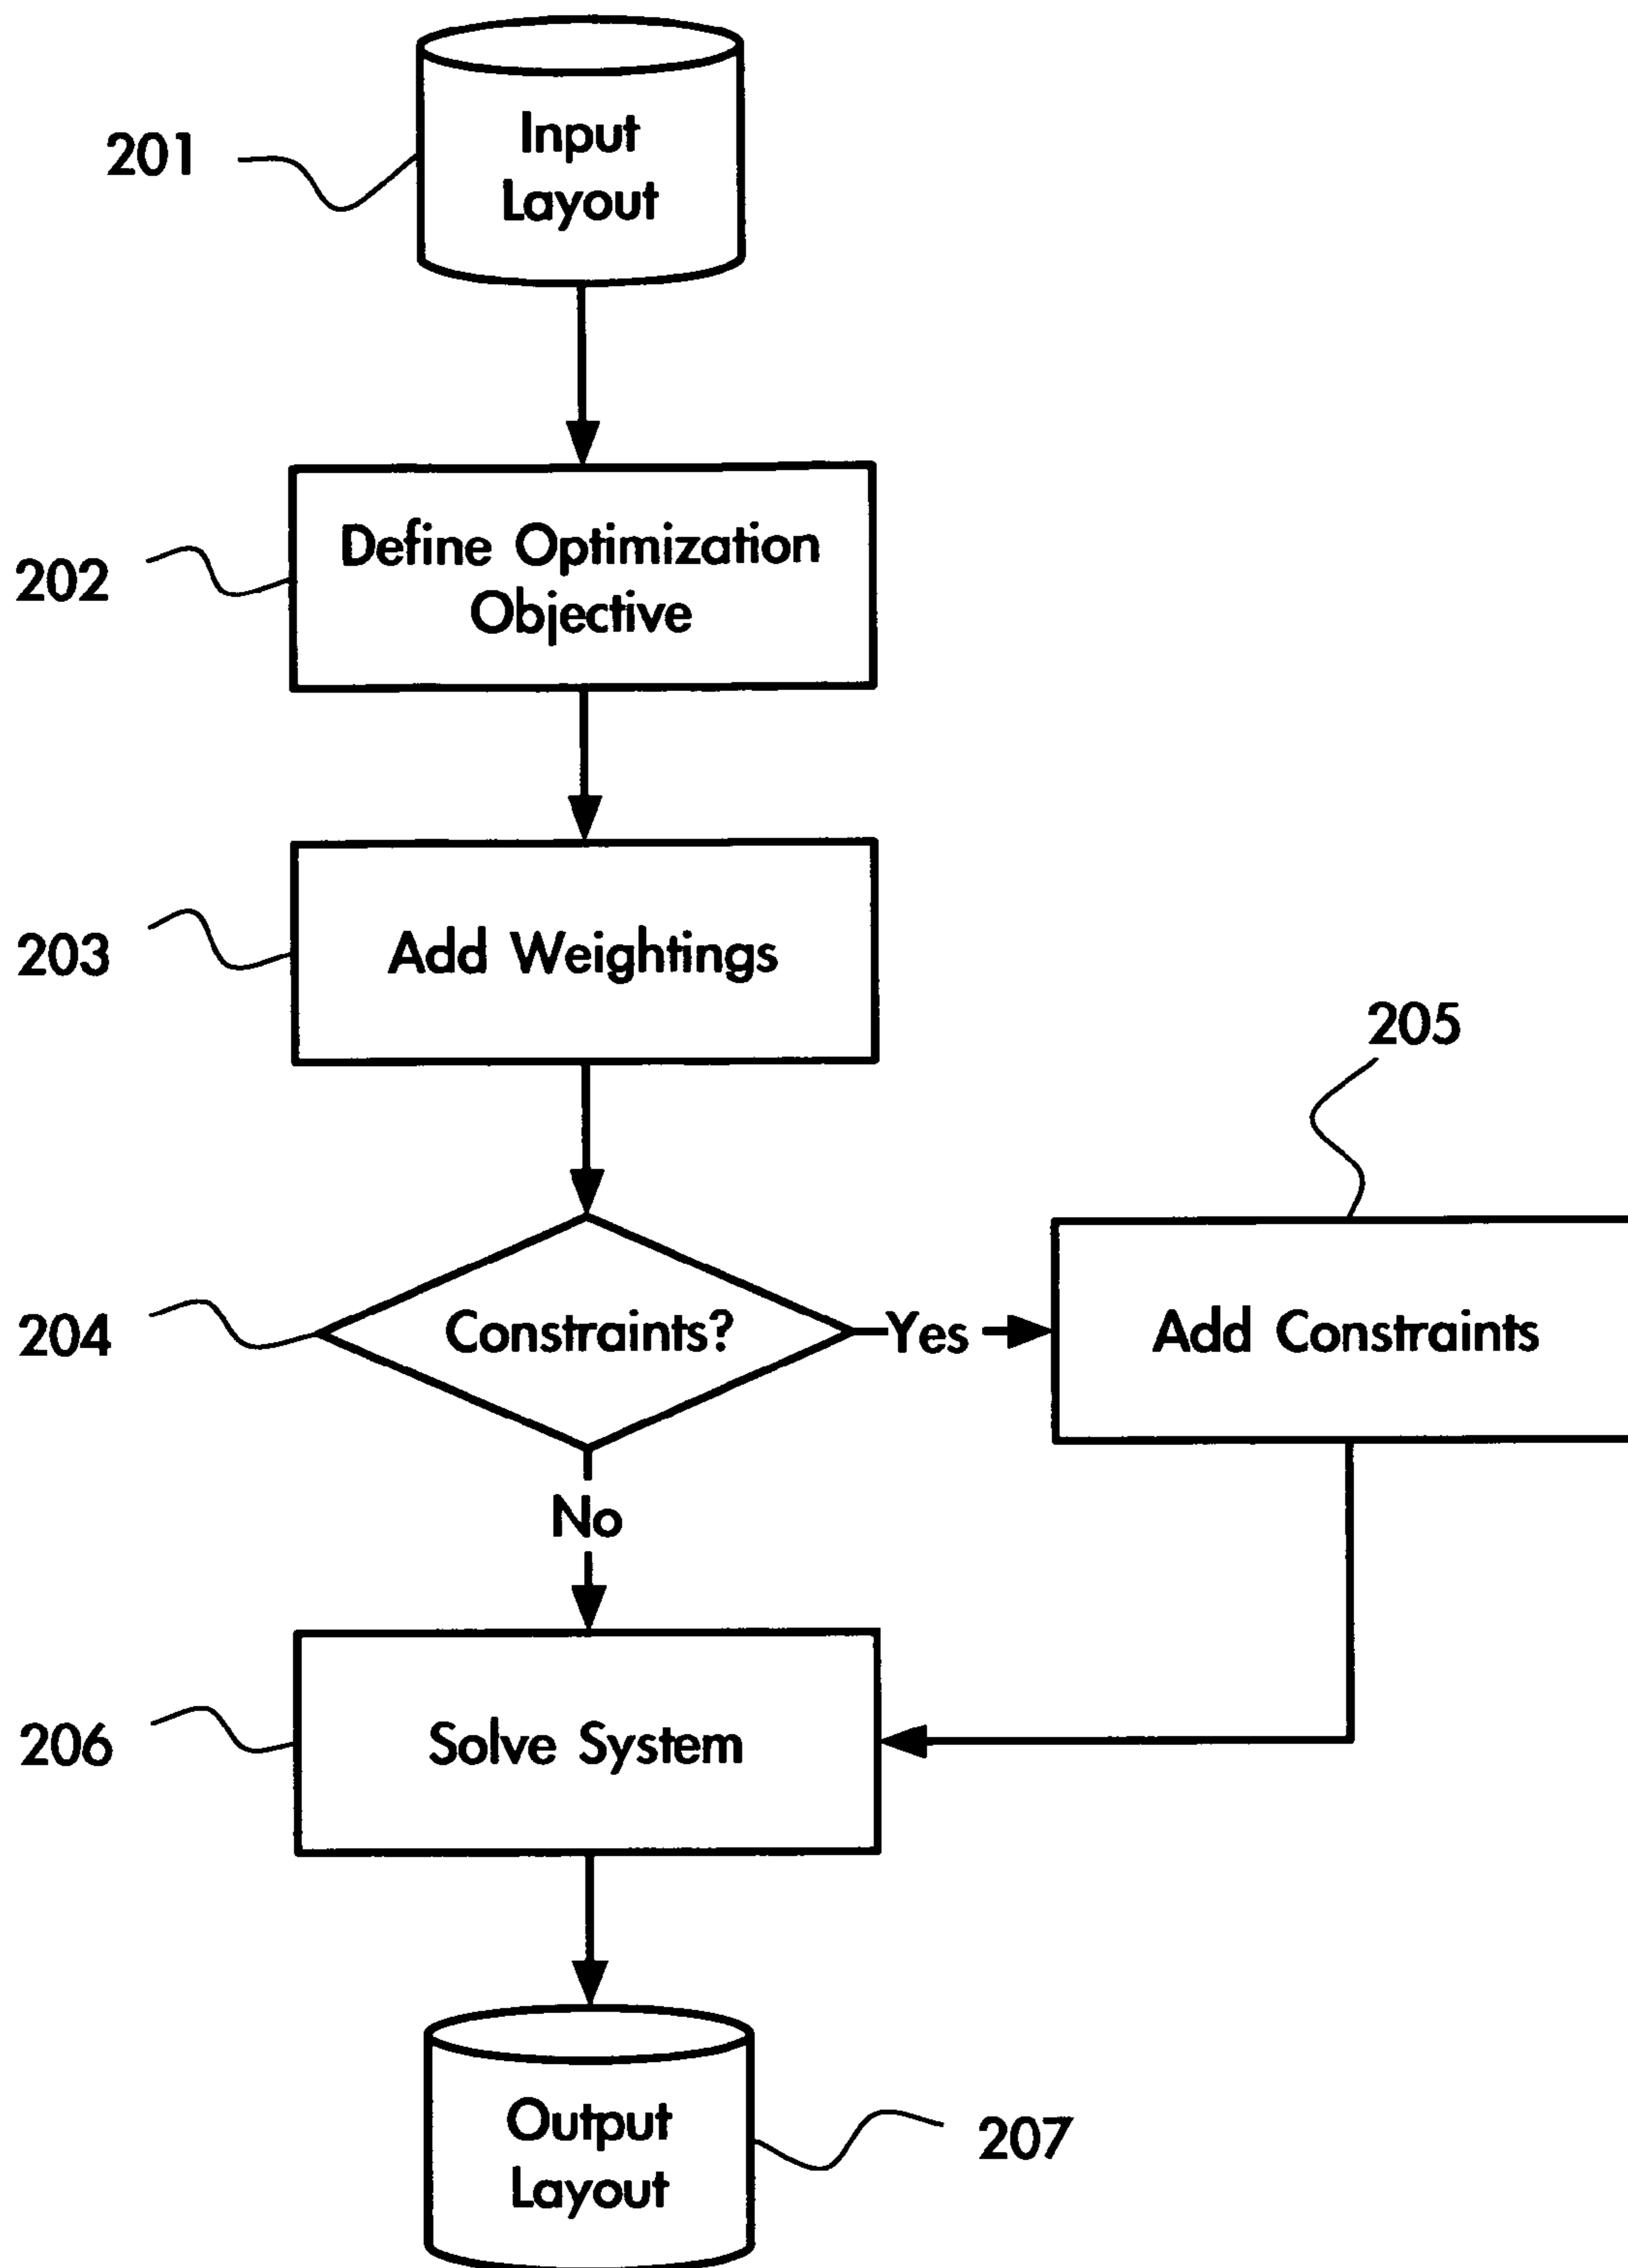 Input
Layout
201
Define Optimization
Objective
202
Add Weightings
203
205
Constraints?
204
Yes
Add Constraints
No
Solve System
206
Output
Layout
207